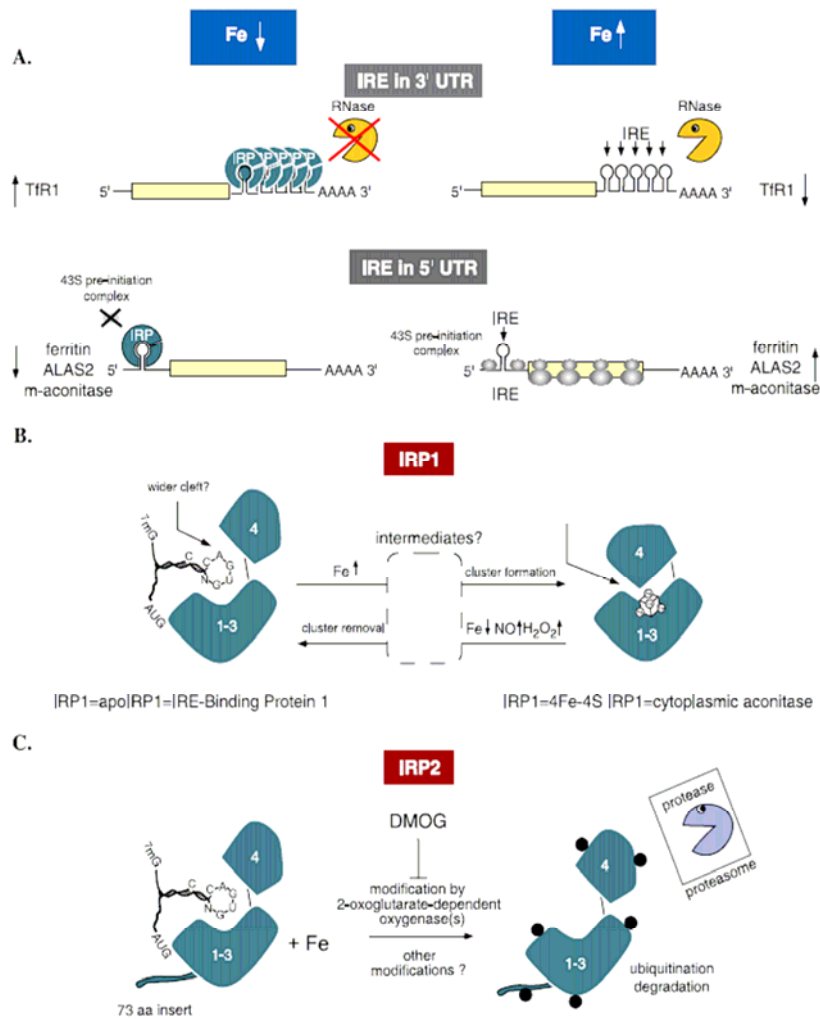 Fe ↓
Fe ↑
A.
IRE in 3' UTR
RNase
RNase
IRE
IRP P P P P P
↑ TfR1
5'
AAAA 3'
5'
AAAA 3'
TfR1 ↓
IRE in 5' UTR
43S pre-initiation
complex
IRP
IRE
43S pre-initiation
complex
↓ ferritin
ALAS2
m-aconitase
5'
AAAA 3'
5'
AAAA 3'
IRE
ferritin ↑
ALAS2
m-aconitase
B.
IRP1
wider cleft?
7mG
C C A G U G N
AUG
4
1-3
intermediates?
Fe ↑
cluster formation
cluster removal
Fe↓ NO↑H2O2↑
4
1-3
IRP1=apoIRP1=IRE-Binding Protein 1
IRP1=4Fe-4S IRP1=cytoplasmic aconitase
C.
IRP2
7mG
C C A G U G N
AUG
4
1-3
73 aa insert
+ Fe
DMOG
modification by
2-oxoglutarate-dependent
oxygenase(s)
other
modifications ?
4
1-3
protease
proteasome
ubiquitination
degradation